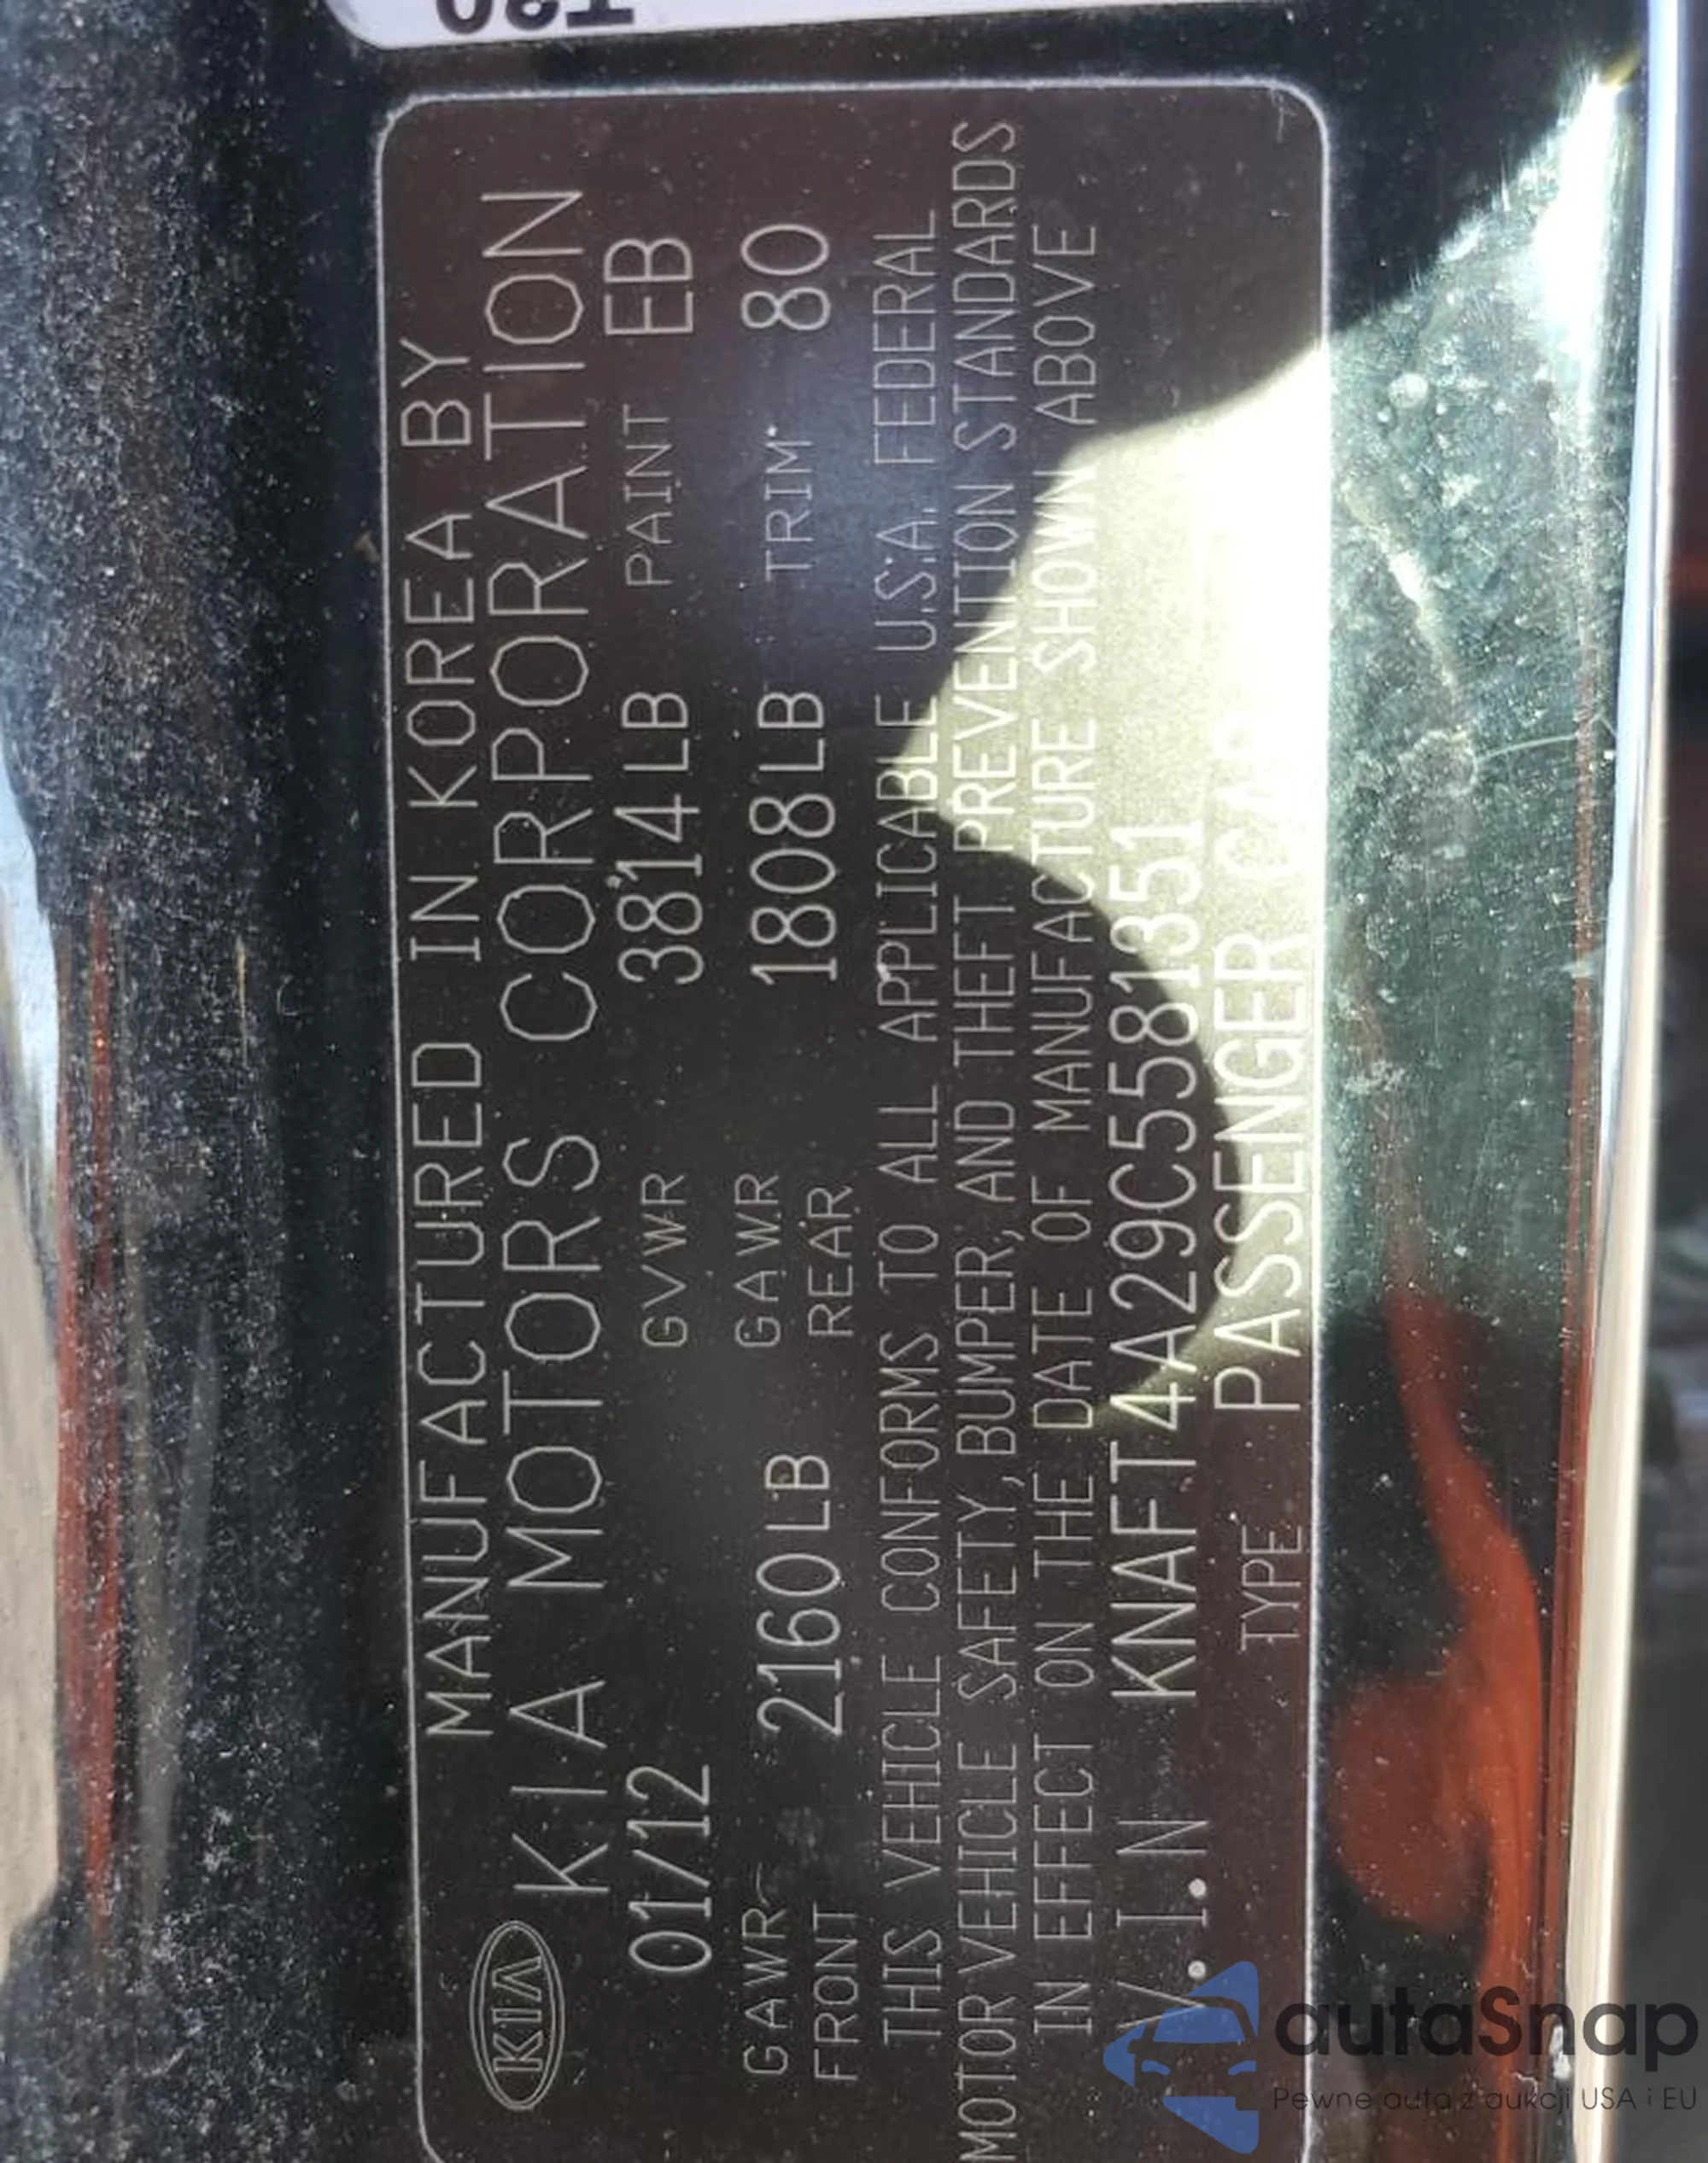 MANUFACTURED IN KOREA BY
KIA KIA MOTORS CORPORATION
01/12 GVWR 3814LB PAINT EB
GAWR FRONT 2160LB GAWR REAR 1808LB TRIM 80
THIS VEHICLE CONFORMS TO ALL APPLICABLE U.S.A. FEDERAL
MOTOR VEHICLE SAFETY, BUMPER, AND THEFT PREVENTION STANDARDS
IN EFFECT ON THE DATE OF MANUFACTURE SHOWN ABOVE
V.I.N KNAFT4A29C5581351
TYPE PASSENGER CAR
autaSnap
Pewne auta z aukcji USA i EU